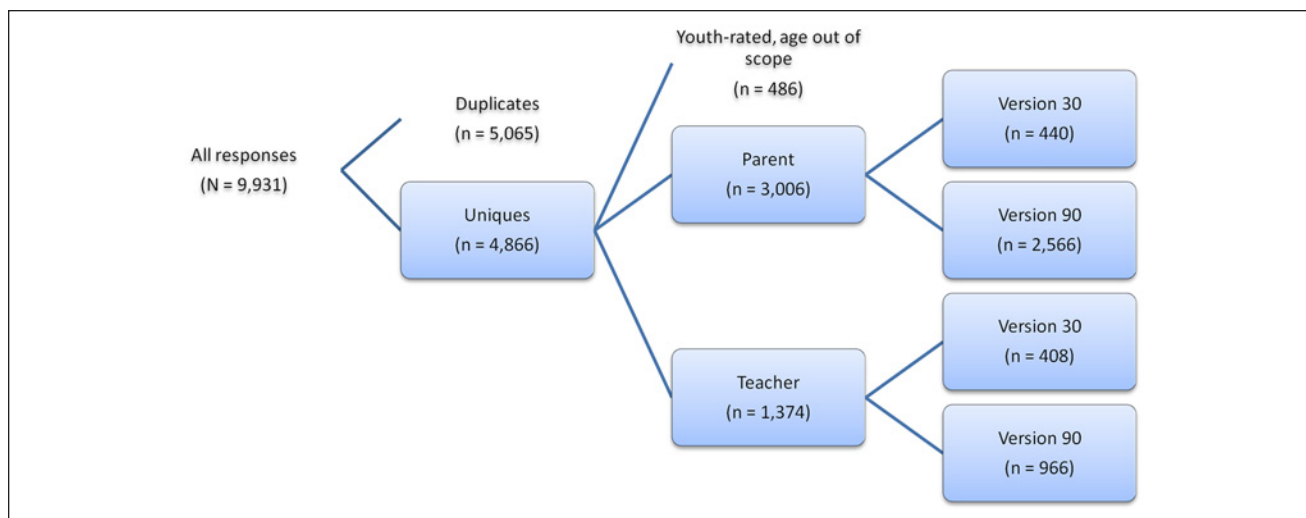 All responses
(N = 9,931)
Duplicates
(n = 5,065)
Uniques
(n = 4,866)
Youth-rated, age out of
scope
(n = 486)
Parent
(n = 3,006)
Version 30
(n = 440)
Version 90
(n = 2,566)
Teacher
(n = 1,374)
Version 30
(n = 408)
Version 90
(n = 966)